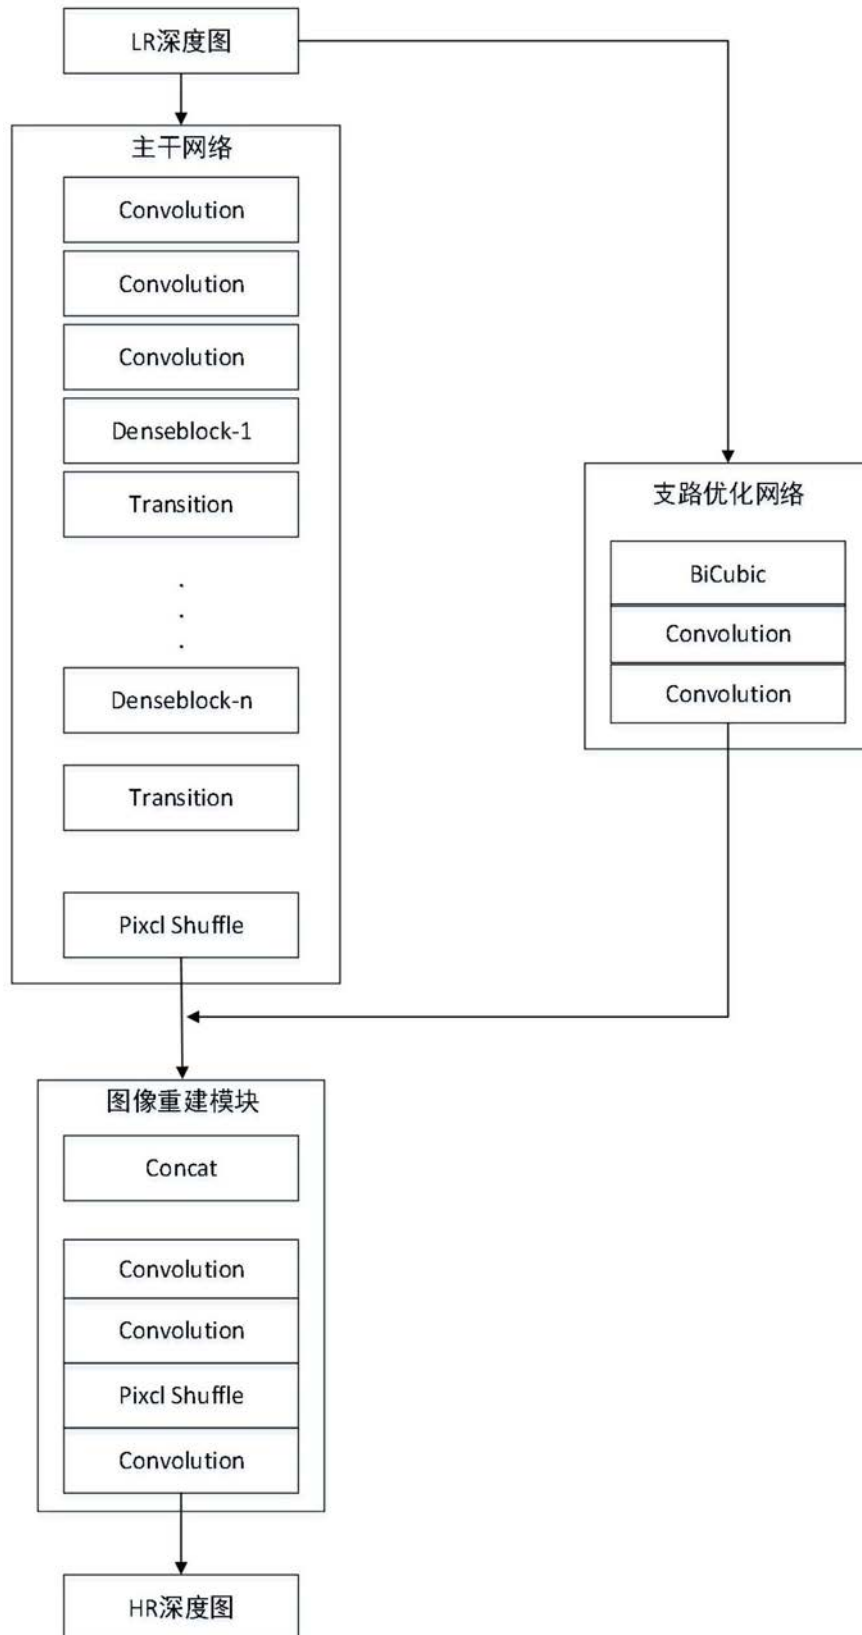 LR深度图
主干网络
Convolution
Convolution
Convolution
Denseblock-1
Transition
.
.
.
Denseblock-n
Transition
Pixcl Shuffle
支路优化网络
BiCubic
Convolution
Convolution
图像重建模块
Concat
Convolution
Convolution
Pixcl Shuffle
Convolution
HR深度图